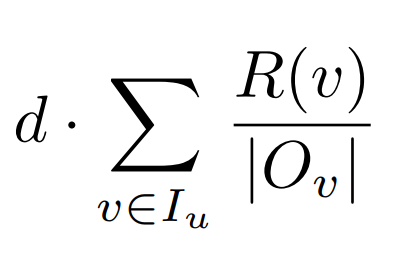 d · ∑_{v∈I_u} R(v)/|O_v|